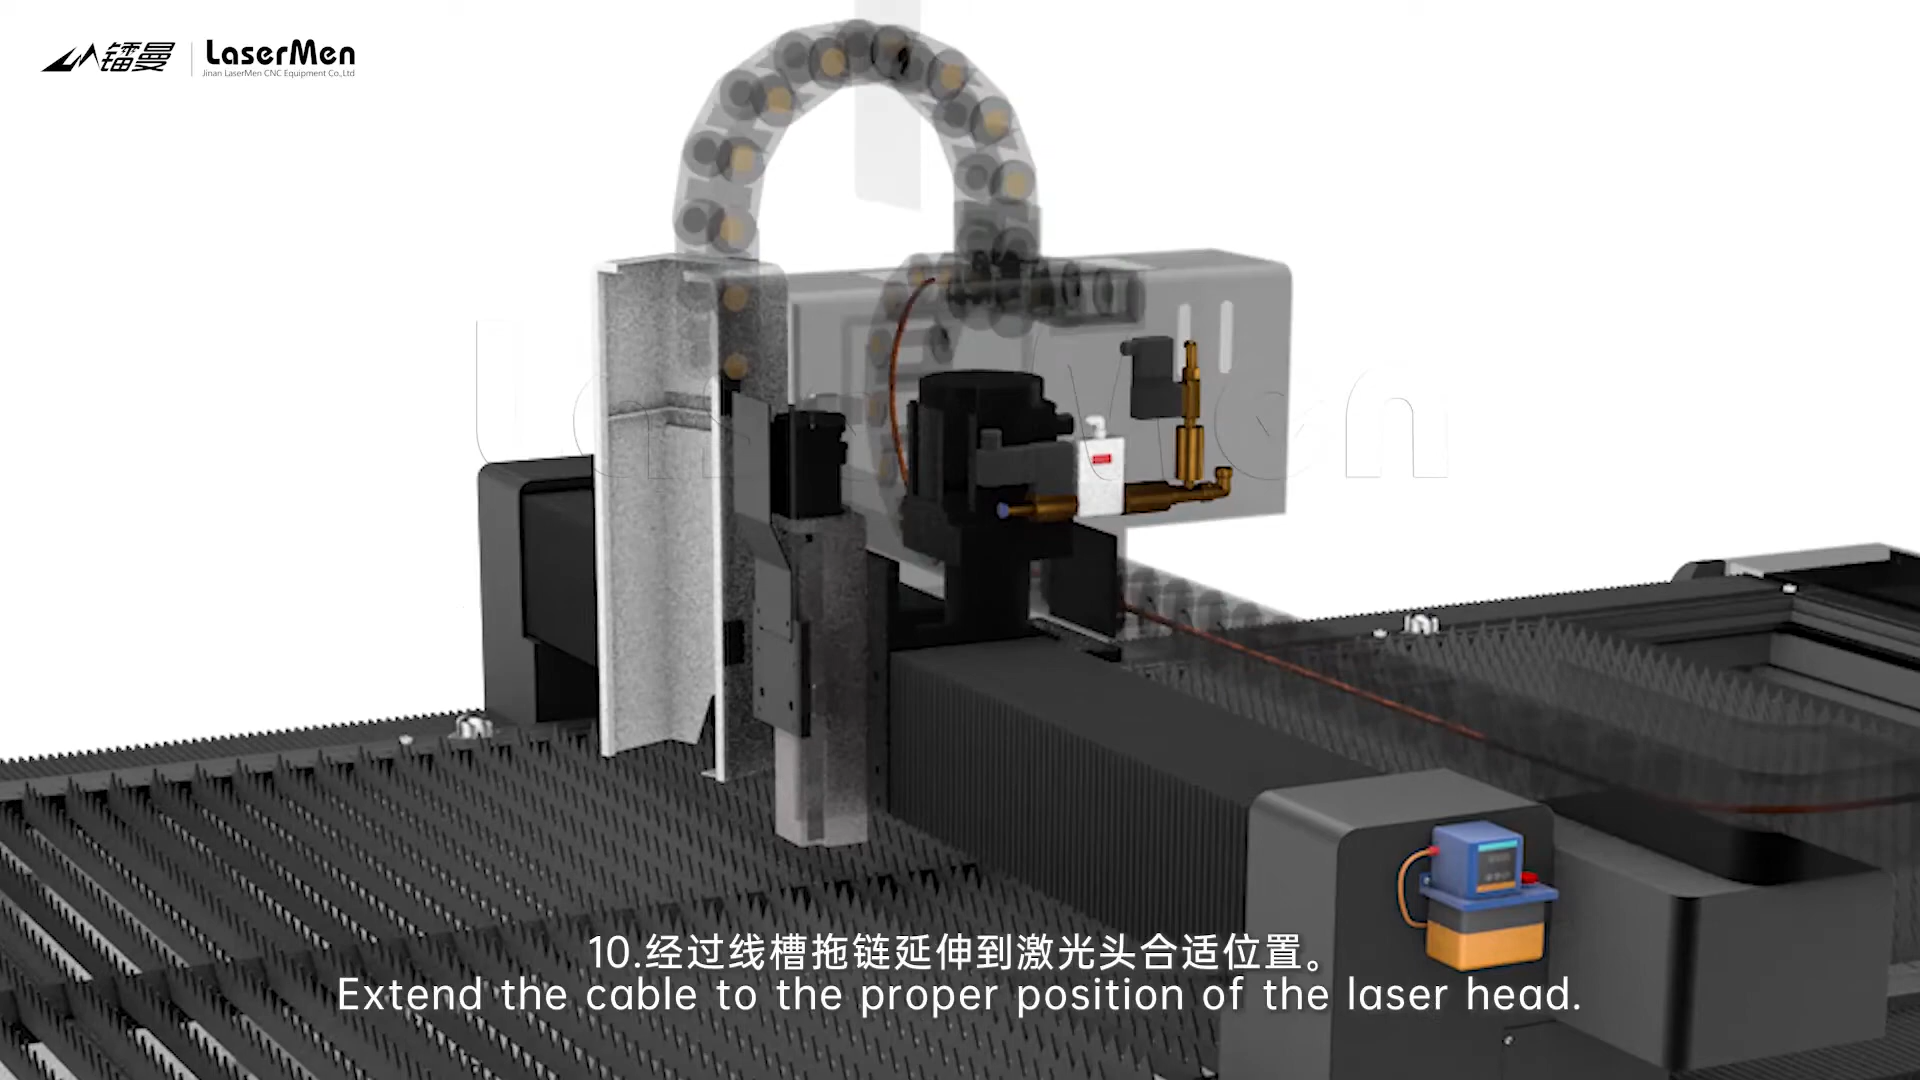 镭曼
LaserMen
Jinan LaserMen CNC Equipment Co.,Ltd
LaserMen
10.经过线槽拖链延伸到激光头合适位置。
Extend the cable to the proper position of the laser head.